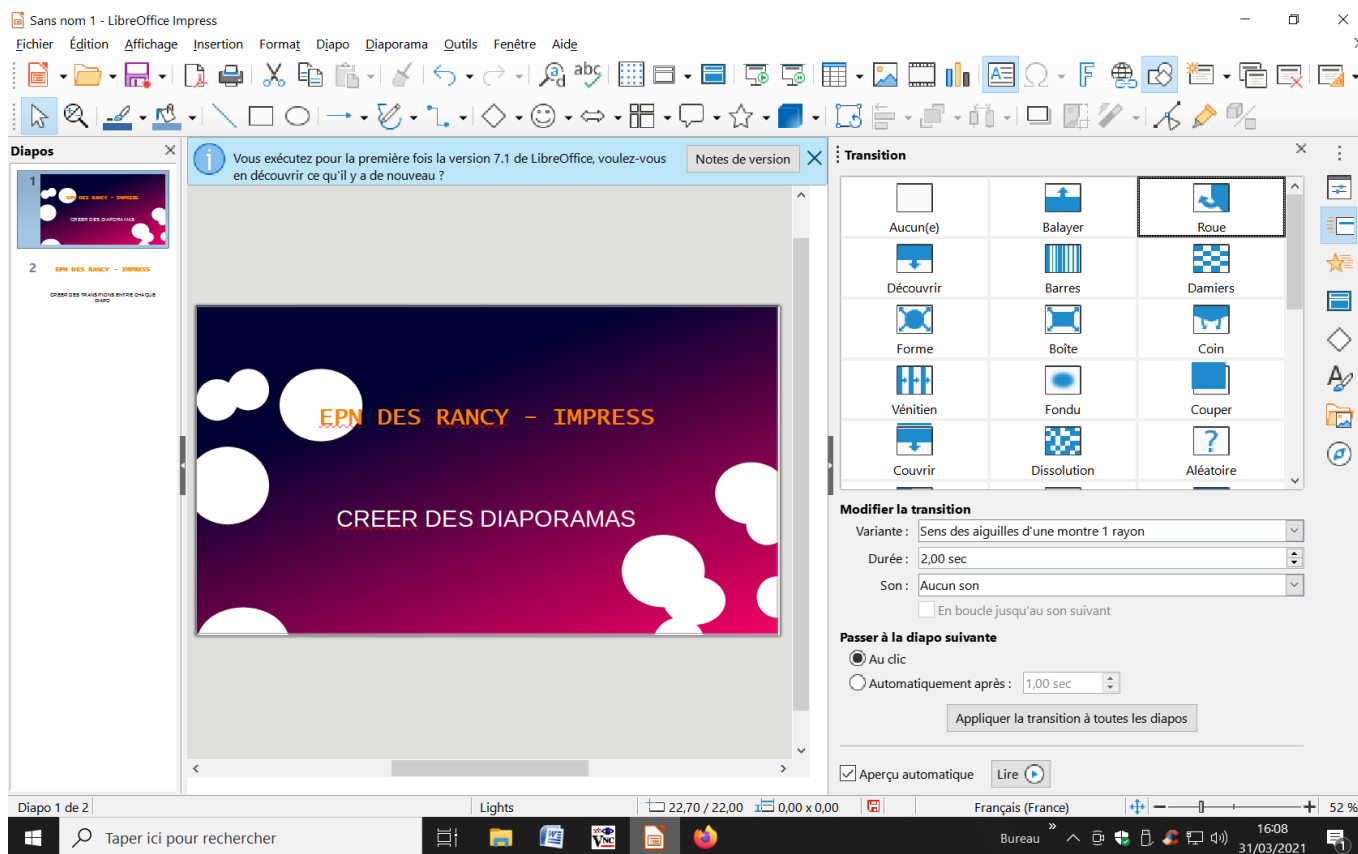 Sans nom 1 - LibreOffice Impress
Fichier Édition Affichage Insertion Format Diapo Diaporama Outils Fenêtre Aide
Diapos
Vous exécutez pour la première fois la version 7.1 de LibreOffice, voulez-vous
en découvrir ce qu'il y a de nouveau ?
Notes de version
1
EPN DES RANCY - IMPRESS
CREER DES DIAPORAMAS
2
EPN DES RANCY - IMPRESS
CREER DES TRANSITIONS ENTRE CHAQUE
DIAPO
EPN DES RANCY - IMPRESS
CREER DES DIAPORAMAS
Transition
Aucun(e) Balayer Roue
Découvrir Barres Damiers
Forme Boîte Coin
Vénitien Fondu Couper
Couvrir Dissolution Aléatoire
Modifier la transition
Variante : Sens des aiguilles d'une montre 1 rayon
Durée : 2,00 sec
Son : Aucun son
En boucle jusqu'au son suivant
Passer à la diapo suivante
Au clic
Automatiquement après : 1,00 sec
Appliquer la transition à toutes les diapos
Aperçu automatique Lire
Diapo 1 de 2 Lights 22,70 / 22,00 0,00 x 0,00 Français (France) 52 %
Taper ici pour rechercher
Bureau
16:08
31/03/2021